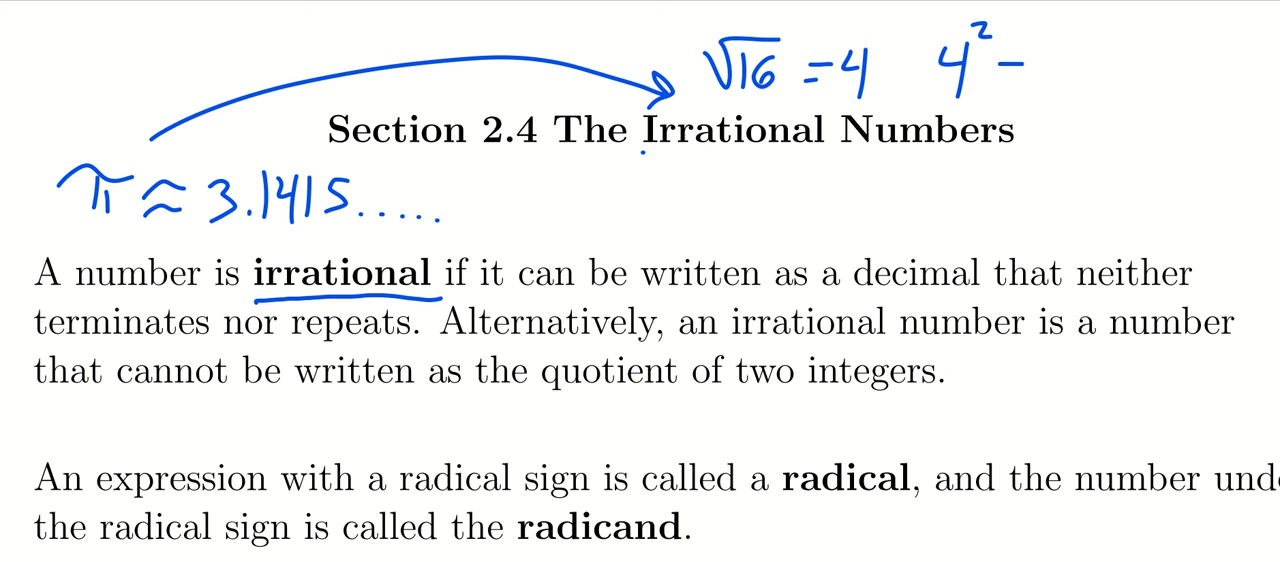 √16 = 4 4² −
Section 2.4 The Irrational Numbers
π ≈ 3.1415.....
A number is irrational if it can be written as a decimal that neither
terminates nor repeats. Alternatively, an irrational number is a number
that cannot be written as the quotient of two integers.
An expression with a radical sign is called a radical, and the number und
the radical sign is called the radicand.